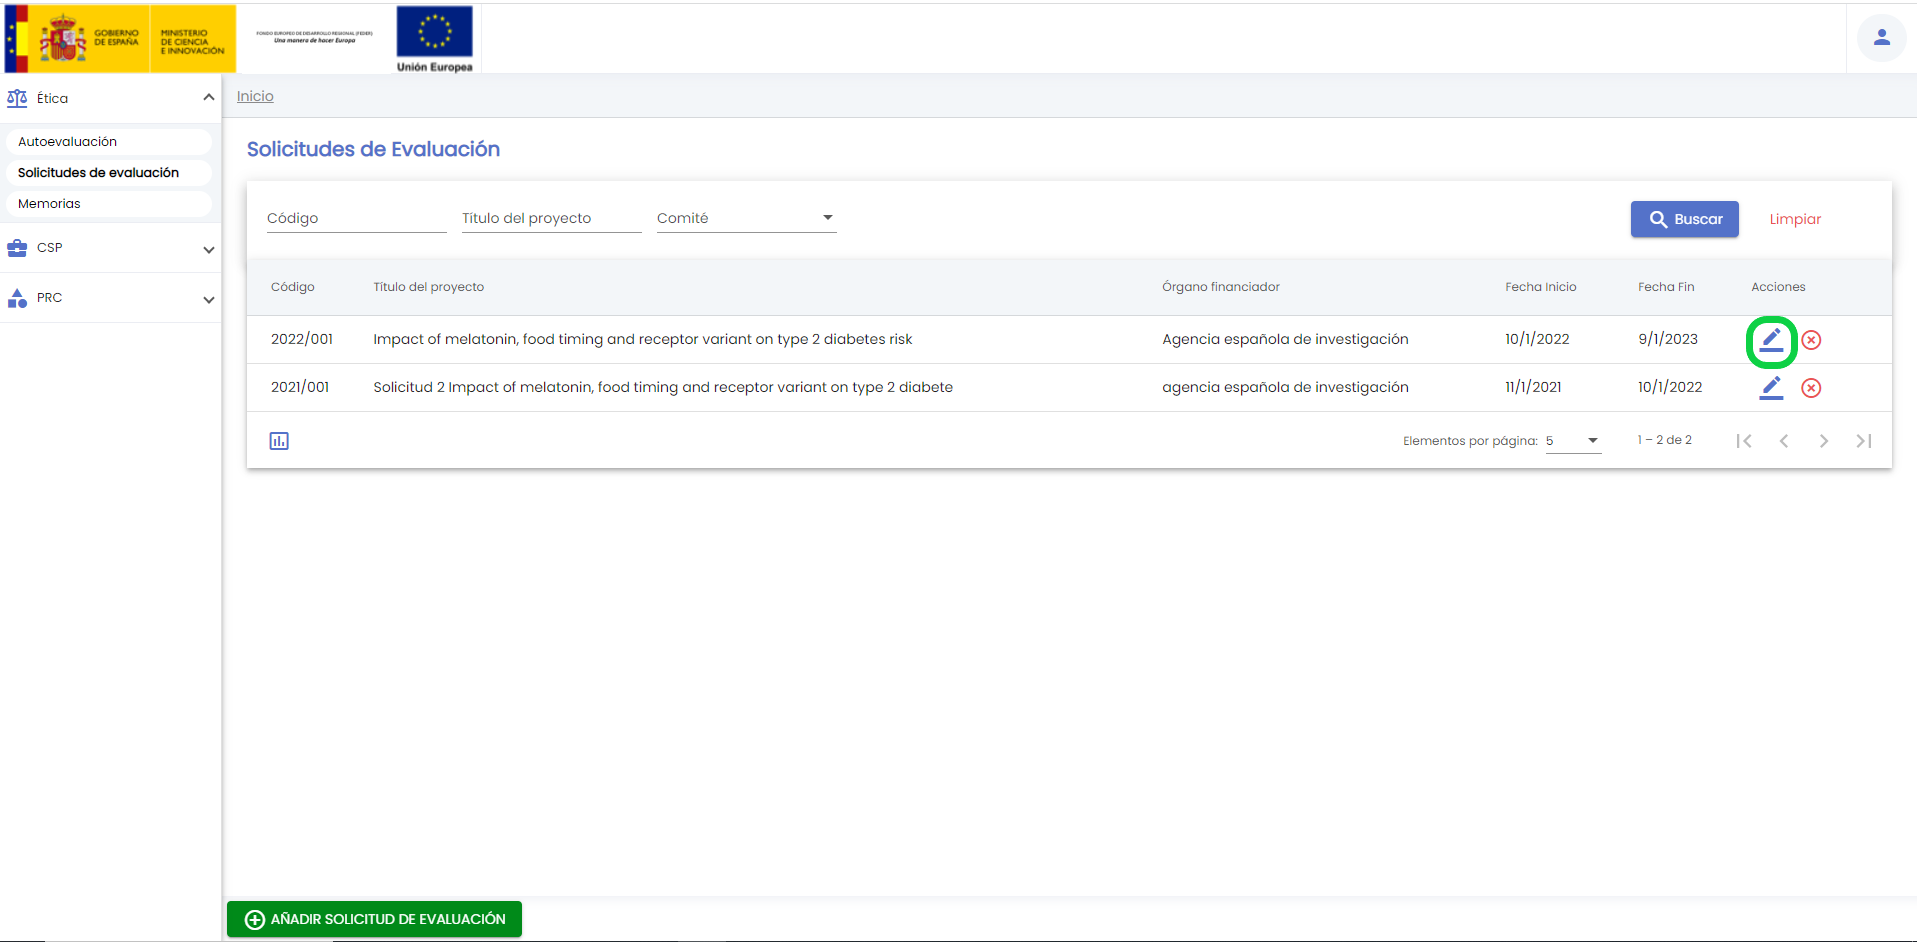 GOBIERNO
DE ESPAÑA
MINISTERIO
DE CIENCIA
E INNOVACIÓN
FONDO EUROPEO DE DESARROLLO REGIONAL (FEDER)
Una manera de hacer Europa
Unión Europea
Ética
Autoevaluación
Solicitudes de evaluación
Memorias
CSP
PRC
Inicio
Solicitudes de Evaluación
Código Título del proyecto Comité Buscar Limpiar
Código Título del proyecto Órgano financiador Fecha Inicio Fecha Fin Acciones
2022/001 Impact of melatonin, food timing and receptor variant on type 2 diabetes risk Agencia española de investigación 10/1/2022 9/1/2023
2021/001 Solicitud 2 Impact of melatonin, food timing and receptor variant on type 2 diabete agencia española de investigación 11/1/2021 10/1/2022
Elementos por página: 5 1 – 2 de 2
AÑADIR SOLICITUD DE EVALUACIÓN